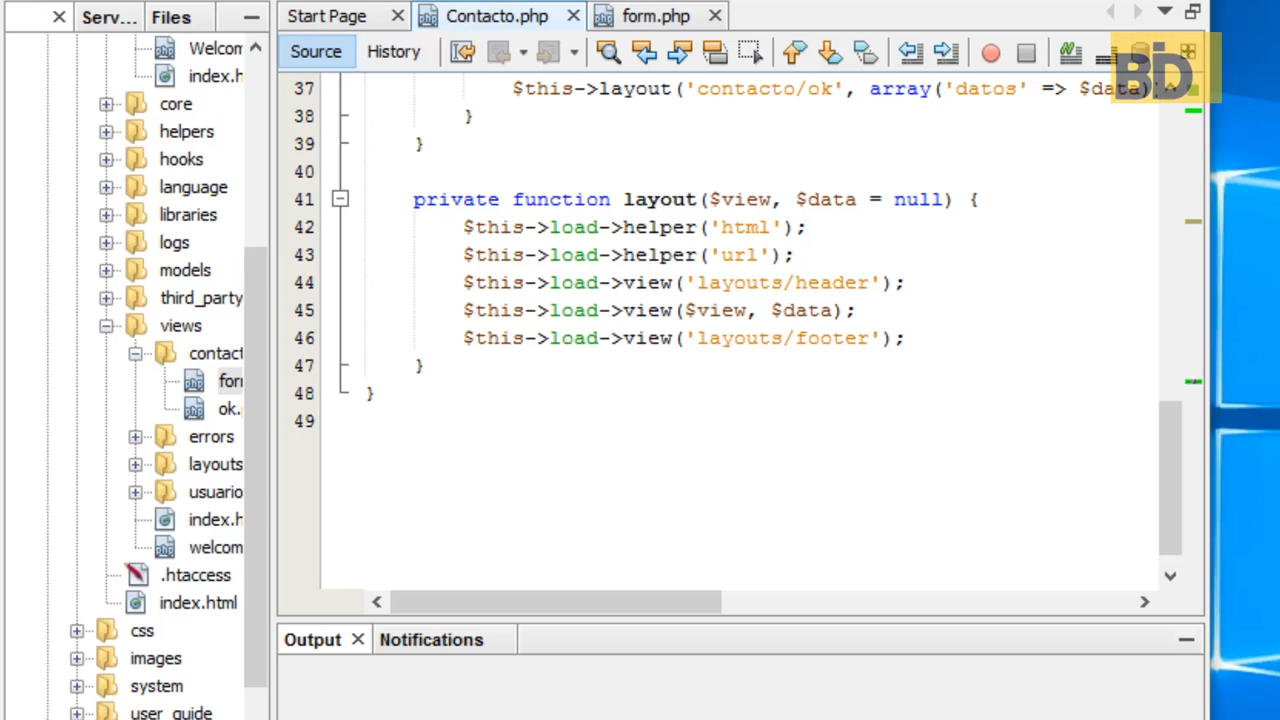 Serv... Files
Start Page Contacto.php form.php
Source History
Welcom
index.h
core
helpers
hooks
language
libraries
logs
models
third_party
views
contact
for
ok.
errors
layouts
usuario
index.h
welcom
.htaccess
index.html
css
images
system
user_guide
37 $this->layout('contacto/ok', array('datos' => $data)
38 }
39 }
40
41 private function layout($view, $data = null) {
42 $this->load->helper('html');
43 $this->load->helper('url');
44 $this->load->view('layouts/header');
45 $this->load->view($view, $data);
46 $this->load->view('layouts/footer');
47 }
48 }
49
Output Notifications
BID